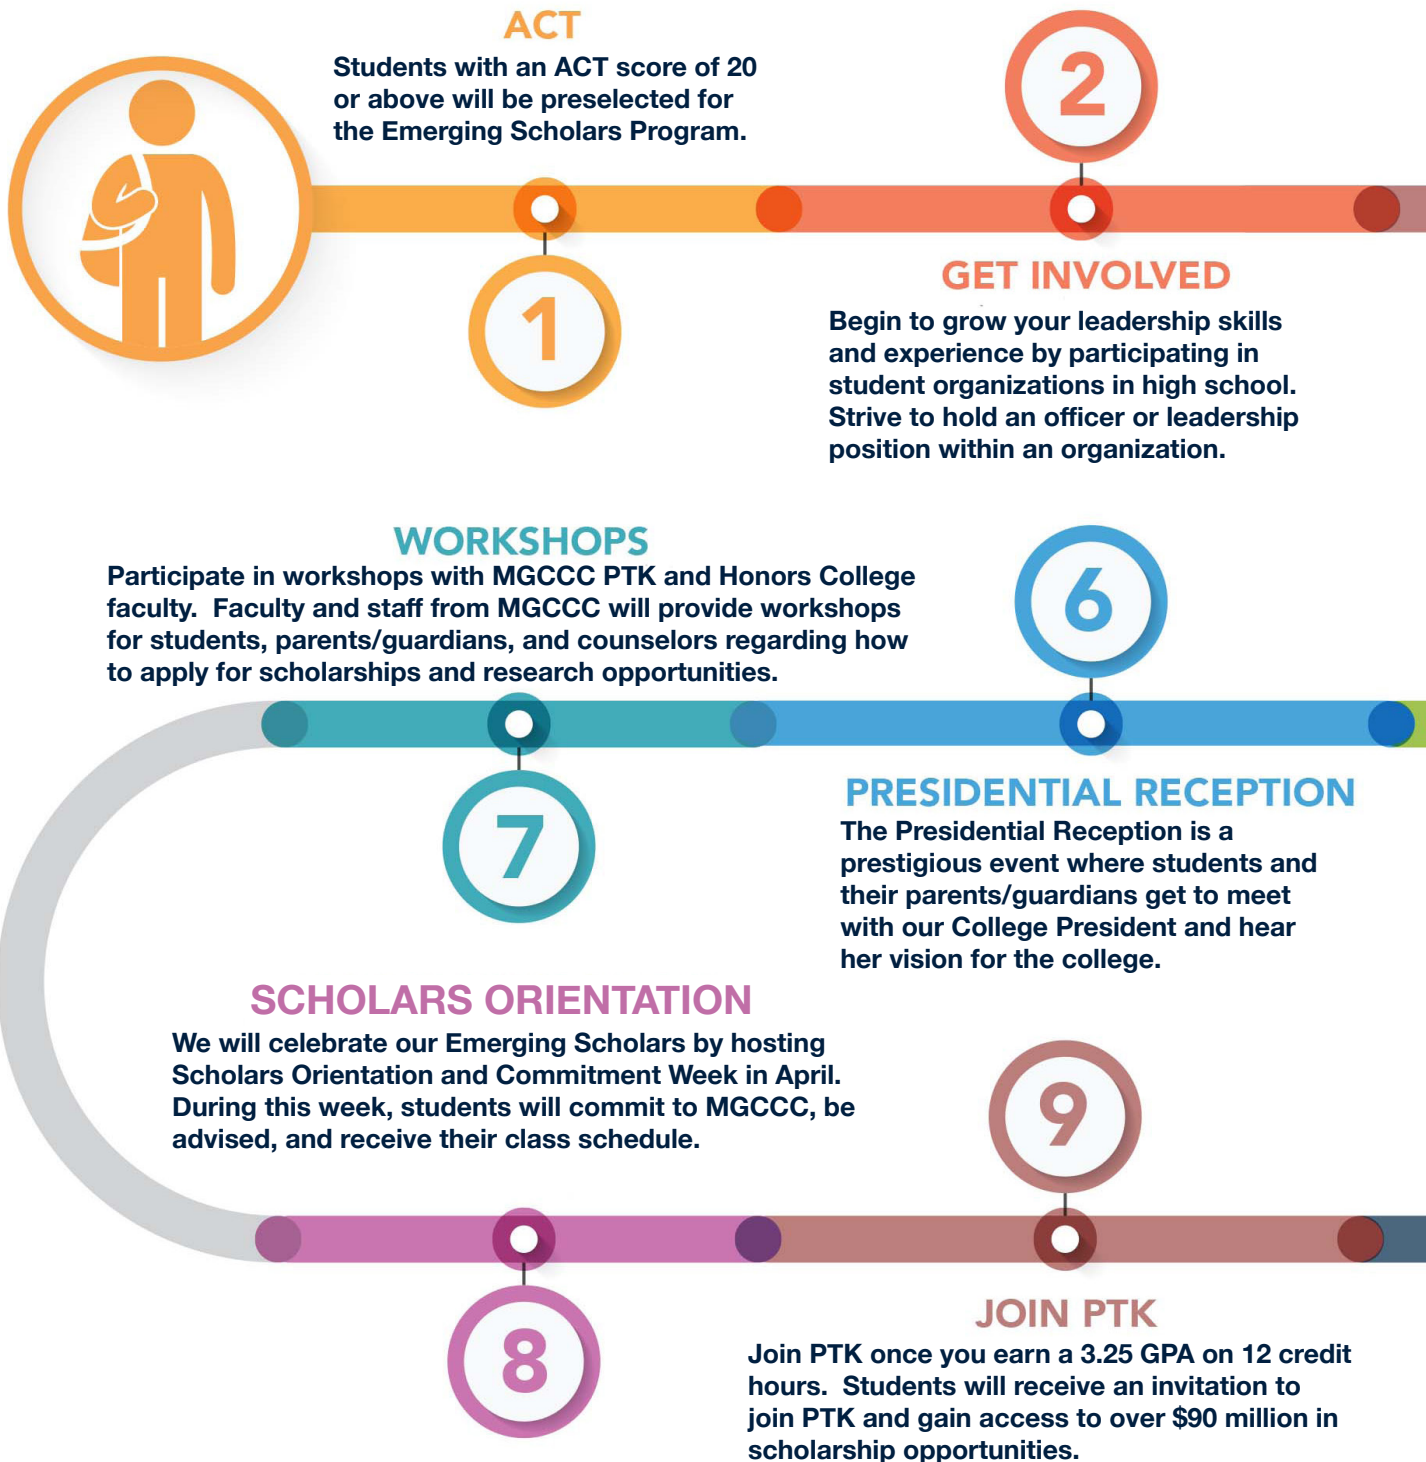 ACT
Students with an ACT score of 20
or above will be preselected for
the Emerging Scholars Program.
1
2
GET INVOLVED
Begin to grow your leadership skills
and experience by participating in
student organizations in high school.
Strive to hold an officer or leadership
position within an organization.
6
PRESIDENTIAL RECEPTION
The Presidential Reception is a
prestigious event where students and
their parents/guardians get to meet
with our College President and hear
her vision for the college.
WORKSHOPS
Participate in workshops with MGCCC PTK and Honors College
faculty.  Faculty and staff from MGCCC will provide workshops
for students, parents/guardians, and counselors regarding how
to apply for scholarships and research opportunities.
7
SCHOLARS ORIENTATION
We will celebrate our Emerging Scholars by hosting
Scholars Orientation and Commitment Week in April.
During this week, students will commit to MGCCC, be
advised, and receive their class schedule.
8
9
JOIN PTK
Join PTK once you earn a 3.25 GPA on 12 credit
hours.  Students will receive an invitation to
join PTK and gain access to over $90 million in
scholarship opportunities.